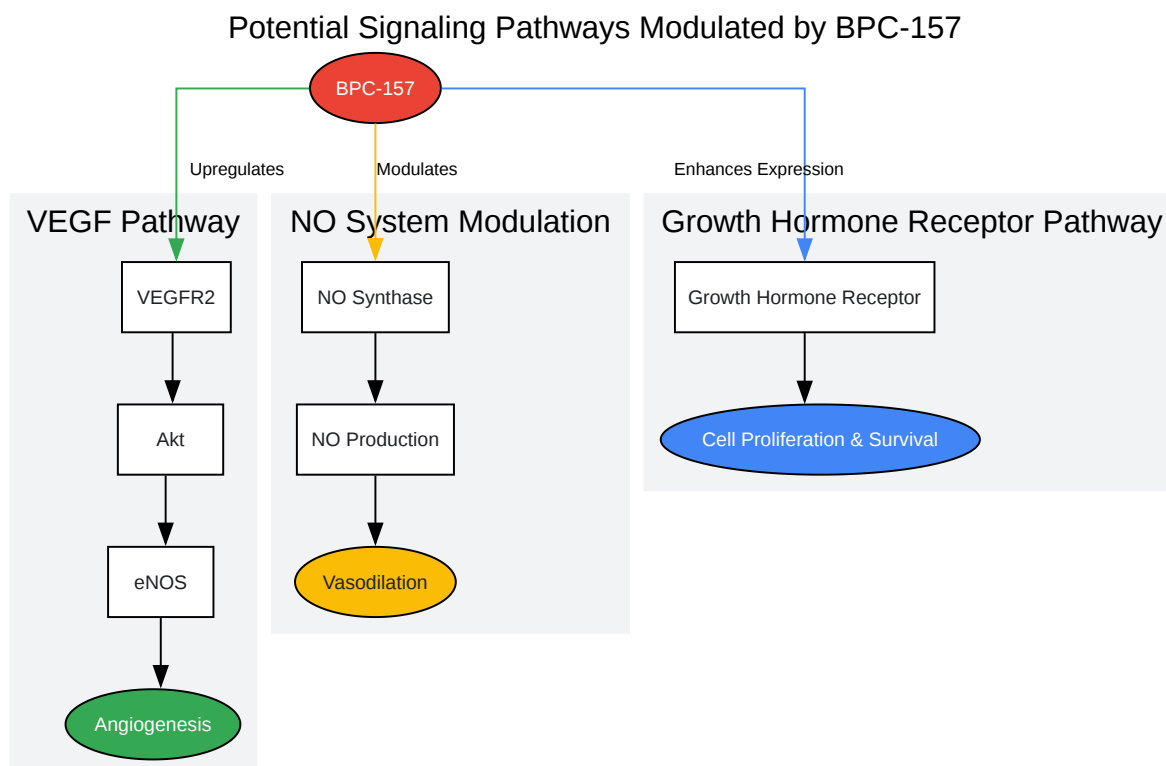 Potential Signaling Pathways Modulated by BPC-157
BPC-157
Upregulates
Modulates
Enhances Expression
VEGF Pathway
NO System Modulation
Growth Hormone Receptor Pathway
VEGFR2
NO Synthase
Growth Hormone Receptor
Akt
NO Production
Cell Proliferation & Survival
eNOS
Vasodilation
Angiogenesis